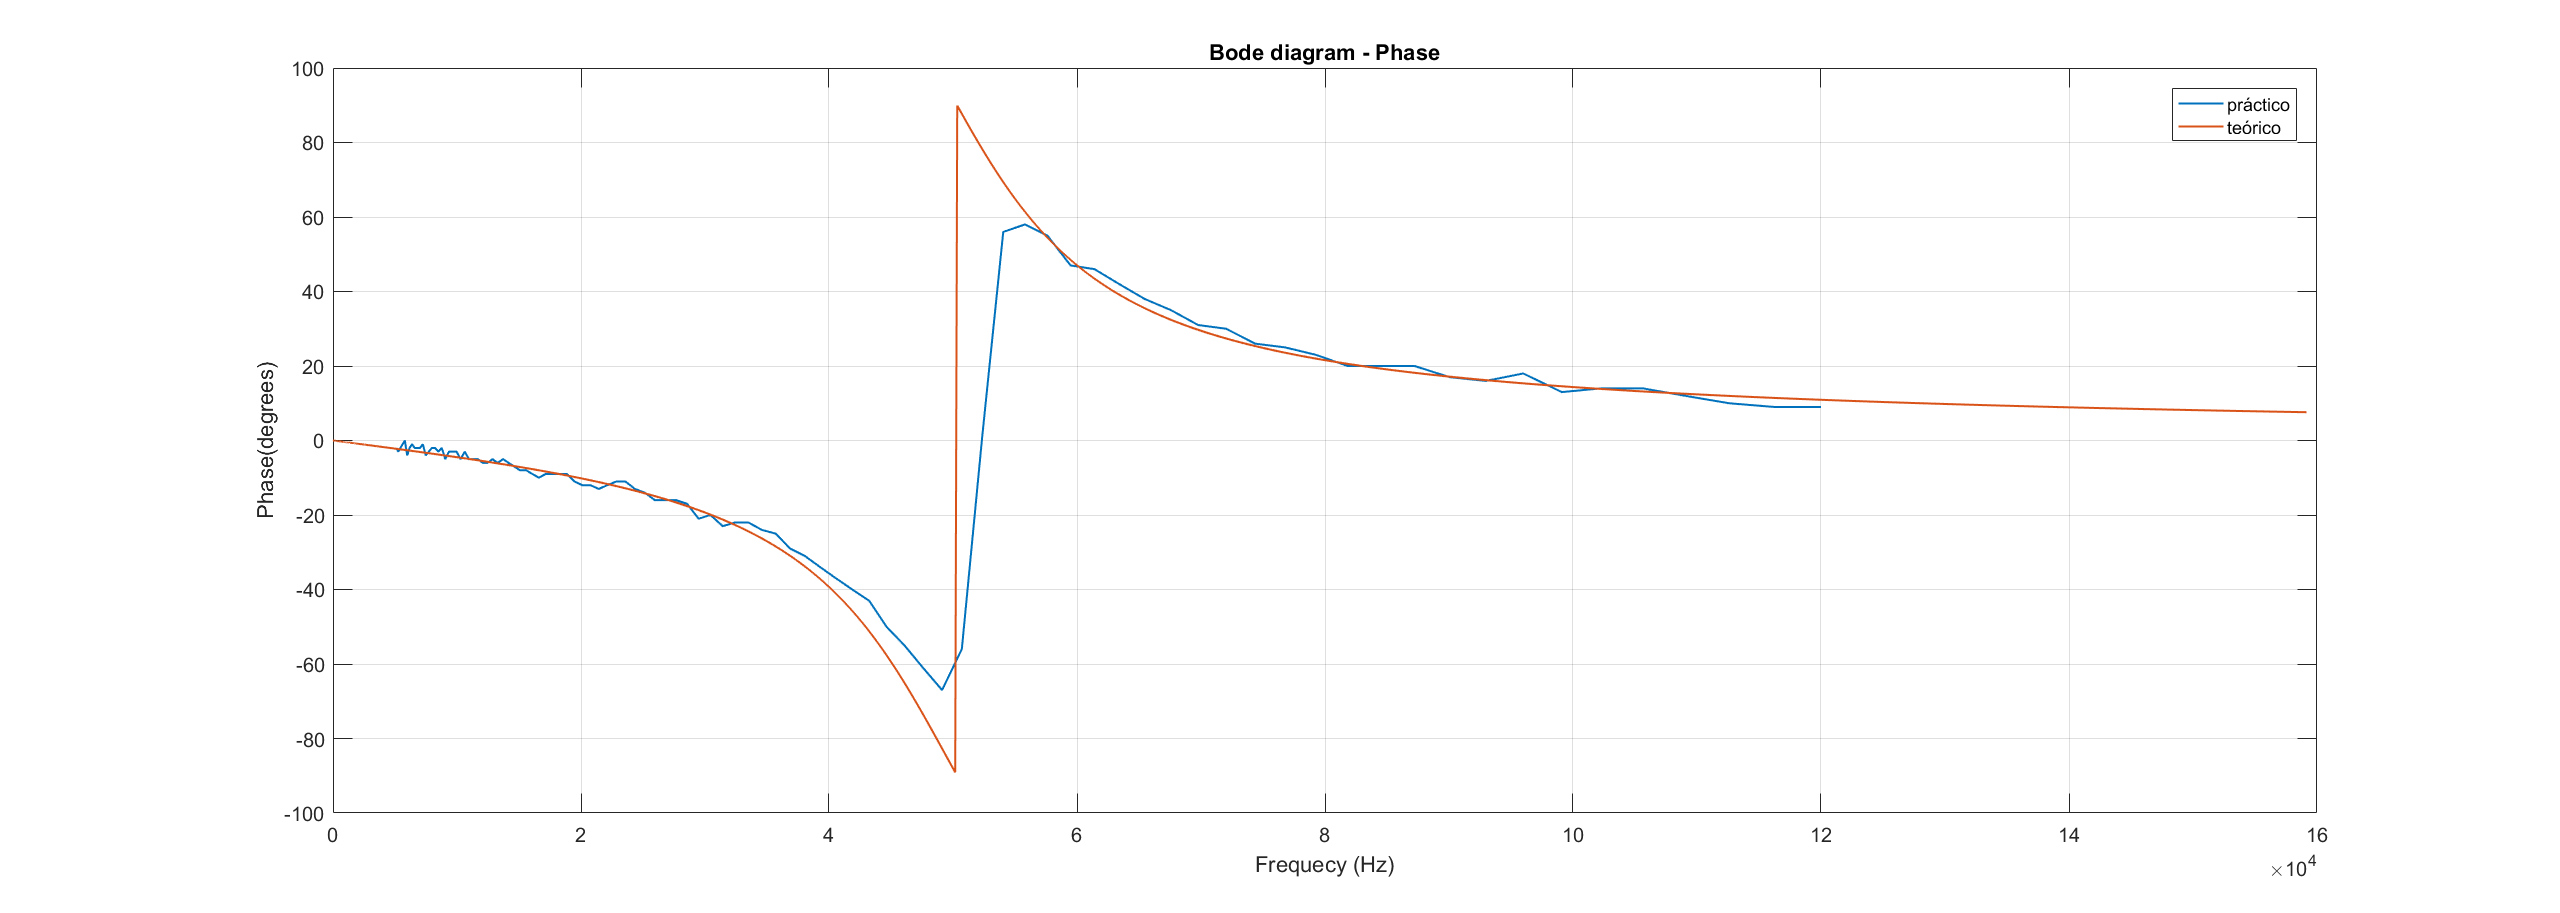 Bode diagram - Phase
100
80
60
40
20
0
-20
-40
-60
-80
-100
Phase(degrees)
práctico
teórico
0 2 4 6 8 10 12 14 16
Frequecy (Hz)
×10⁴